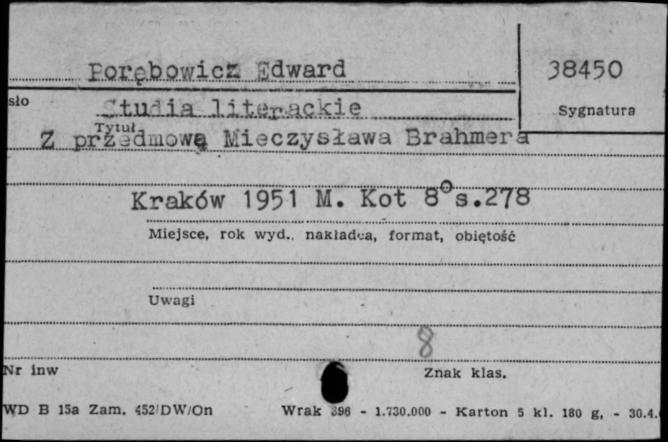 Porębowicz Edward
38450
sło
Studia literackie
Sygnatura
Tytuł
Z przedmową Mieczysława Brahmera
Kraków 1951 M. Kot 8° s.278
Miejsce, rok wyd., nakładca, format, objętość
Uwagi
8
Nr inw
Znak klas.
WD B 15a Zam. 452/DW/On
Wrak 396 - 1.730.000 - Karton 5 kl. 180 g, - 30.4.